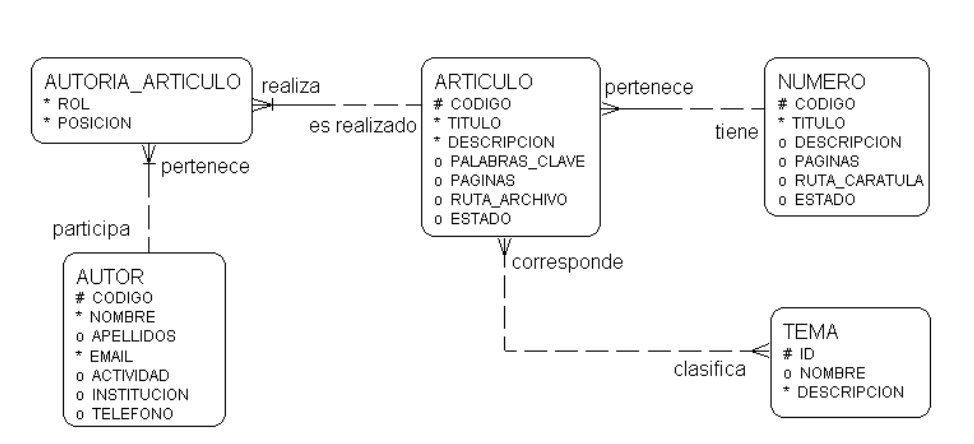 AUTORIA_ARTICULO
* ROL
* POSICION
realiza
es realizado
ARTICULO
# CODIGO
* TITULO
* DESCRIPCION
o PALABRAS_CLAVE
o PAGINAS
o RUTA_ARCHIVO
o ESTADO
pertenece
tiene
NUMERO
# CODIGO
* TITULO
o DESCRIPCION
o PAGINAS
o RUTA_CARATULA
o ESTADO
pertenece
participa
AUTOR
# CODIGO
* NOMBRE
o APELLIDOS
* EMAIL
o ACTIVIDAD
o INSTITUCION
o TELEFONO
corresponde
clasifica
TEMA
# ID
o NOMBRE
* DESCRIPCION